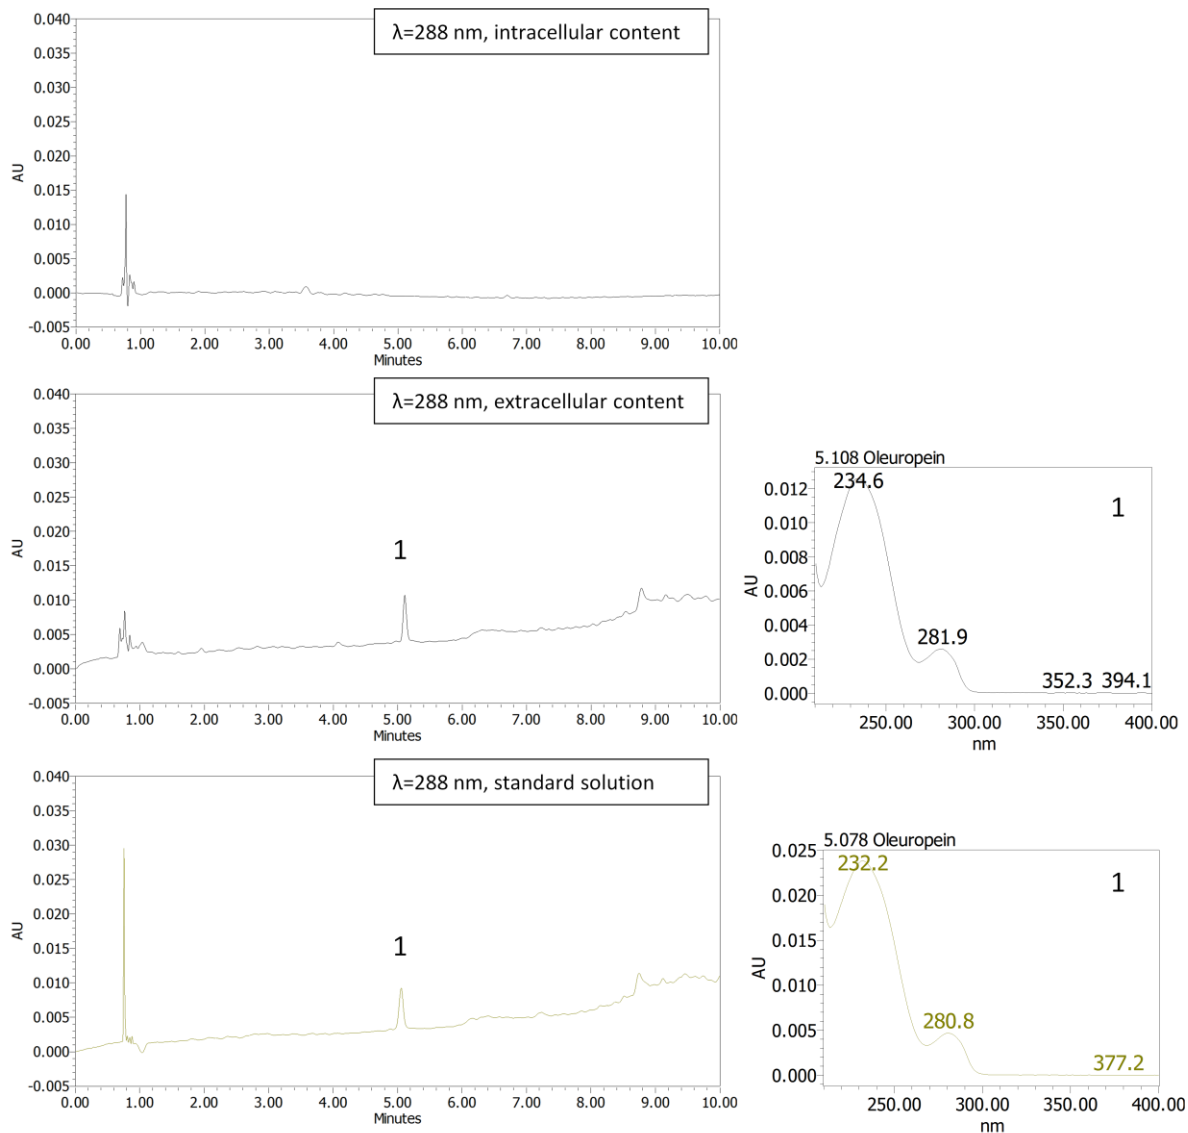 λ=288 nm, intracellular content
0.040
0.035
0.030
0.025
0.020
0.015
0.010
0.005
0.000
-0.005
AU
0.00 1.00 2.00 3.00 4.00 5.00 6.00 7.00 8.00 9.00 10.00
Minutes
λ=288 nm, extracellular content
0.040
0.035
0.030
0.025
0.020
0.015
0.010
0.005
0.000
-0.005
AU
1
0.00 1.00 2.00 3.00 4.00 5.00 6.00 7.00 8.00 9.00 10.00
Minutes
5.108 Oleuropein
234.6
1
0.012
0.010
0.008
0.006
0.004
0.002
0.000
AU
281.9
352.3 394.1
250.00 300.00 350.00 400.00
nm
λ=288 nm, standard solution
0.040
0.035
0.030
0.025
0.020
0.015
0.010
0.005
0.000
-0.005
AU
1
0.00 1.00 2.00 3.00 4.00 5.00 6.00 7.00 8.00 9.00 10.00
Minutes
5.078 Oleuropein
232.2
1
0.025
0.020
0.015
0.010
0.005
0.000
AU
280.8
377.2
250.00 300.00 350.00 400.00
nm